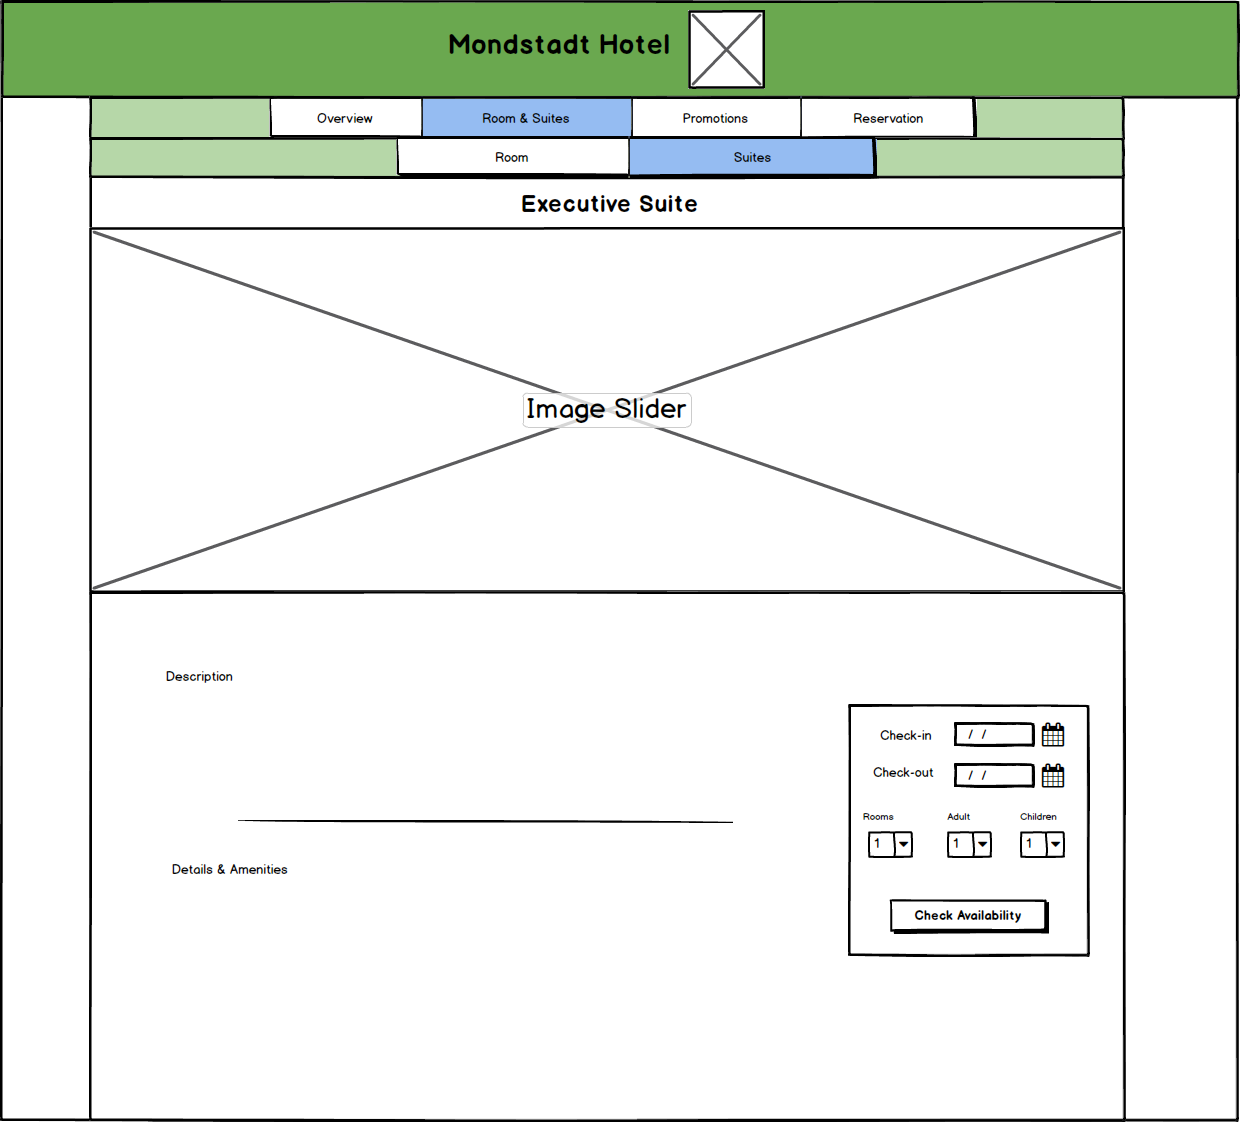 Mondstadt Hotel
Overview Room & Suites Promotions Reservation
Room Suites
Executive Suite
Image Slider
Description
Check-in / /
Check-out / /
Rooms Adult Children
1 1 1
Details & Amenities
Check Availability